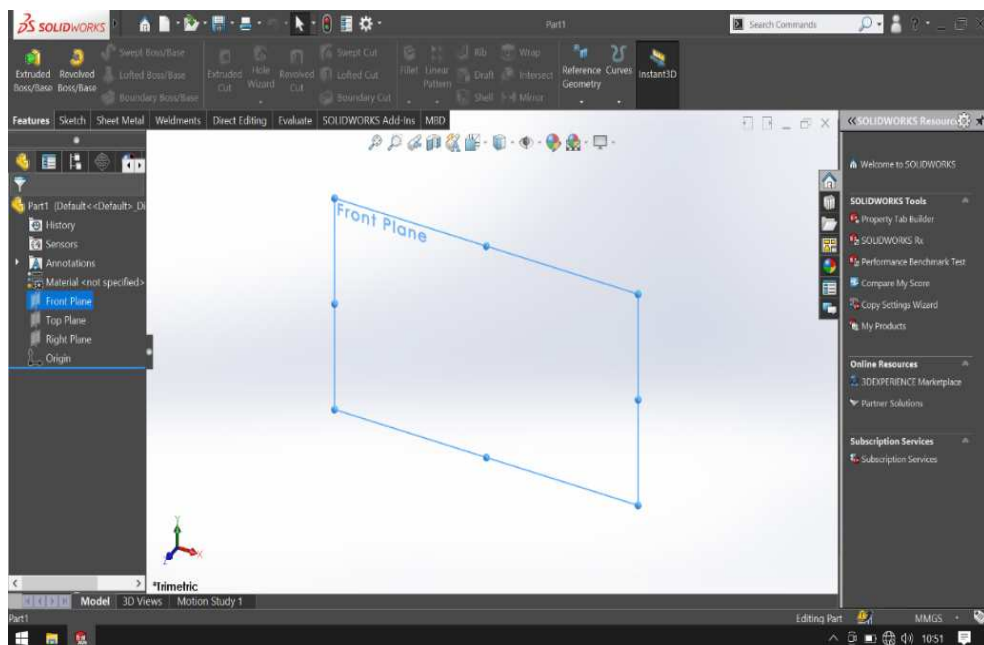 SOLIDWORKS
Part1
Search Commands
Extruded Boss/Base
Revolved Boss/Base
Swept Boss/Base
Lofted Boss/Base
Boundary Boss/Base
Extruded Cut
Hole Wizard
Revolved Cut
Swept Cut
Lofted Cut
Boundary Cut
Fillet
Linear Pattern
Rib
Draft
Shell
Wrap
Intersect
Mirror
Reference Geometry
Curves
Instant3D
Features Sketch Sheet Metal Weldments Direct Editing Evaluate SOLIDWORKS Add-Ins MBD
Part1 (Default<<Default>_Di
History
Sensors
Annotations
Material <not specified>
Front Plane
Top Plane
Right Plane
Origin
Front Plane
Y
X
Z
*Trimetric
SOLIDWORKS Resourc
Welcome to SOLIDWORKS
SOLIDWORKS Tools
Property Tab Builder
SOLIDWORKS Rx
Performance Benchmark Test
Compare My Score
Copy Settings Wizard
My Products
Online Resources
3DEXPERIENCE Marketplace
Partner Solutions
Subscription Services
Subscription Services
Model 3D Views Motion Study 1
Part1
Editing Part
MMGS
10:51